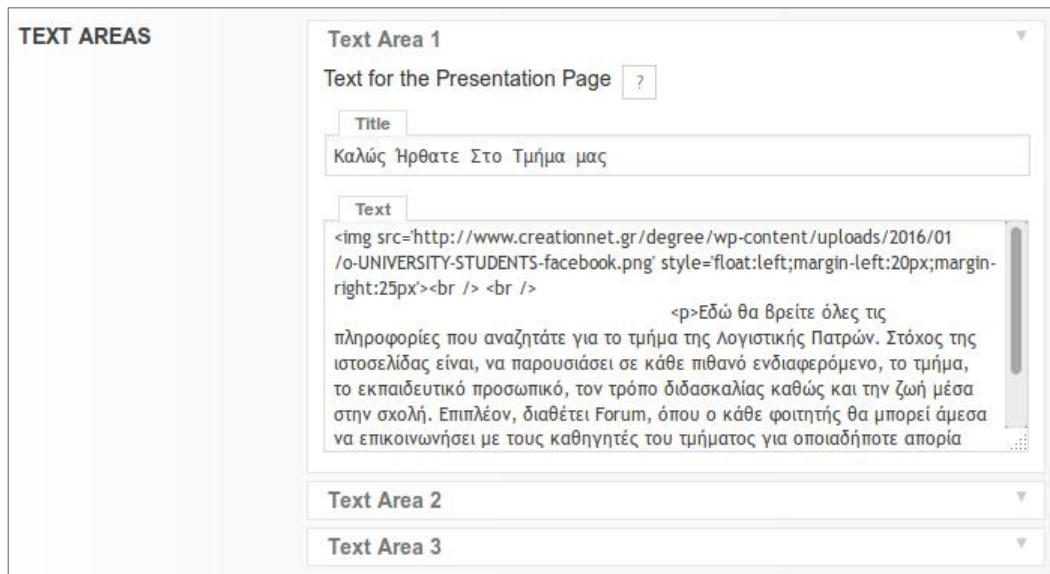 TEXT AREAS
Text Area 1
Text for the Presentation Page ?
Title
Καλώς Ήρθατε Στο Τμήμα μας
Text
<img src='http://www.creationnet.gr/degree/wp-content/uploads/2016/01
/o-UNIVERSITY-STUDENTS-facebook.png' style='float:left;margin-left:20px;margin-
right:25px'><br /> <br />
<p>Εδώ θα βρείτε όλες τις
πληροφορίες που αναζητάτε για το τμήμα της Λογιστικής Πατρών. Στόχος της
ιστοσελίδας είναι, να παρουσιάσει σε κάθε πιθανό ενδιαφερόμενο, το τμήμα,
το εκπαιδευτικό προσωπικό, τον τρόπο διδασκαλίας καθώς και την ζωή μέσα
στην σχολή. Επιπλέον, διαθέτει Forum, όπου ο κάθε φοιτητής θα μπορεί άμεσα
να επικοινωνήσει με τους καθηγητές του τμήματος για οποιαδήποτε απορία
Text Area 2
Text Area 3